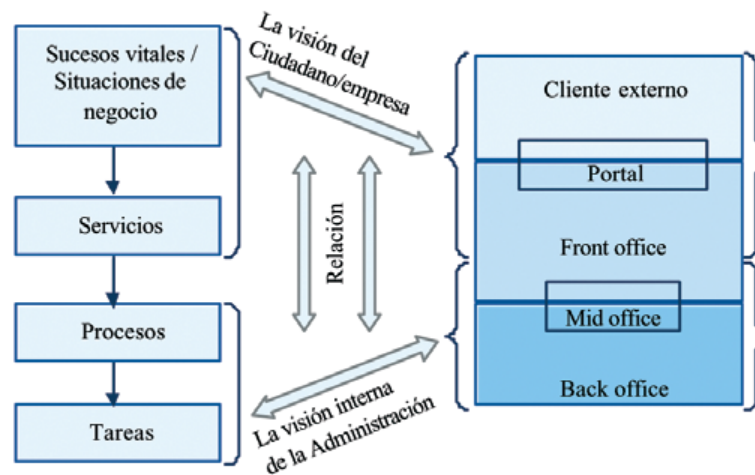 Sucesos vitales /
Situaciones de
negocio
Servicios
Procesos
Tareas
La visión del
Ciudadano/empresa
Relación
La visión interna
de la Administración
Cliente externo
Portal
Front office
Mid office
Back office